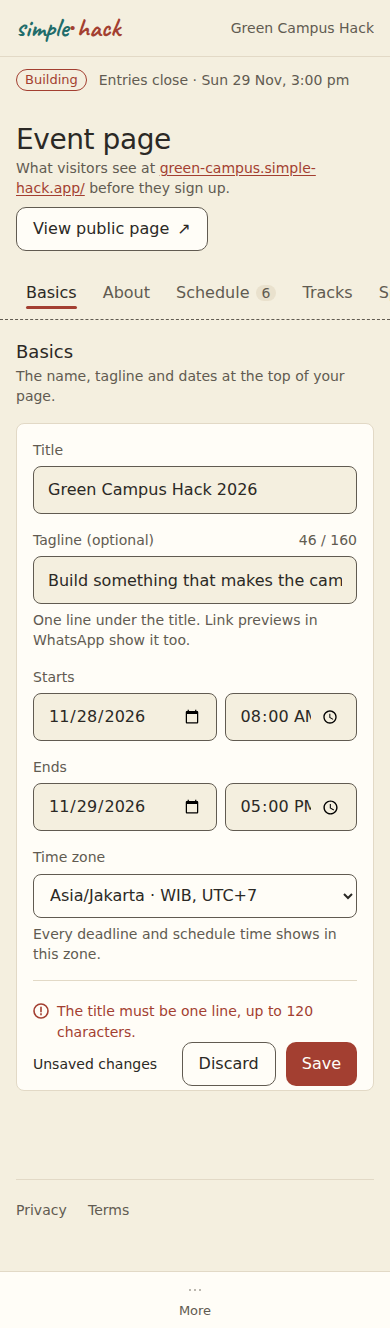 simple·hack
Green Campus Hack
Building
Entries close · Sun 29 Nov, 3:00 pm
Event page
What visitors see at green-campus.simple-
hack.app/ before they sign up.
View public page ↗
Basics About Schedule 6 Tracks S
Basics
The name, tagline and dates at the top of your
page.
Title
Green Campus Hack 2026
Tagline (optional) 46 / 160
Build something that makes the cam
One line under the title. Link previews in
WhatsApp show it too.
Starts
11/28/2026 08:00 AM
Ends
11/29/2026 05:00 PM
Time zone
Asia/Jakarta · WIB, UTC+7
Every deadline and schedule time shows in
this zone.
The title must be one line, up to 120
characters.
Unsaved changes Discard Save
Privacy Terms
...
More